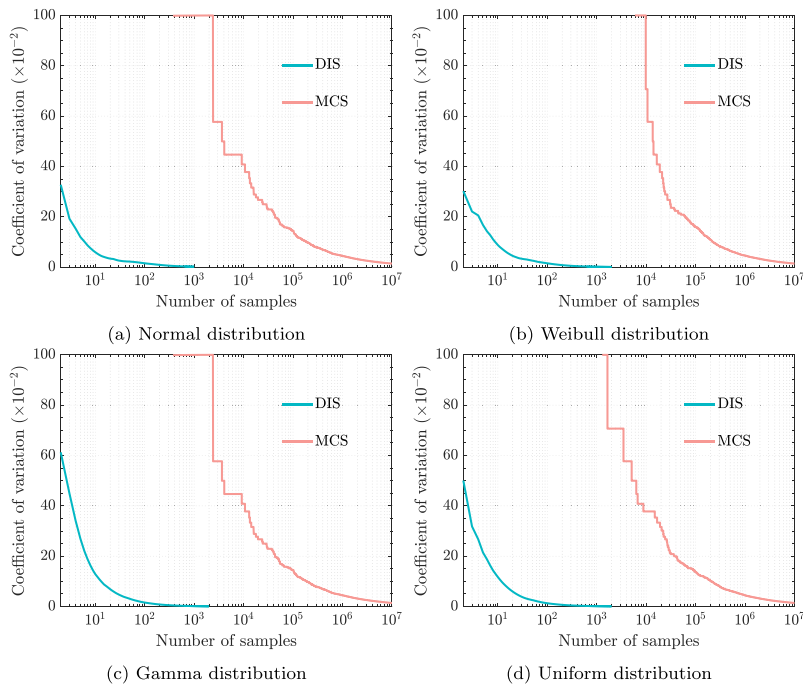 Coefficient of variation (×10⁻²)
100
80
60
40
20
0
DIS
MCS
10¹ 10² 10³ 10⁴ 10⁵ 10⁶ 10⁷
Number of samples
(a) Normal distribution
Coefficient of variation (×10⁻²)
100
80
60
40
20
0
DIS
MCS
10¹ 10² 10³ 10⁴ 10⁵ 10⁶ 10⁷
Number of samples
(b) Weibull distribution
Coefficient of variation (×10⁻²)
100
80
60
40
20
0
DIS
MCS
10¹ 10² 10³ 10⁴ 10⁵ 10⁶ 10⁷
Number of samples
(c) Gamma distribution
Coefficient of variation (×10⁻²)
100
80
60
40
20
0
DIS
MCS
10¹ 10² 10³ 10⁴ 10⁵ 10⁶ 10⁷
Number of samples
(d) Uniform distribution